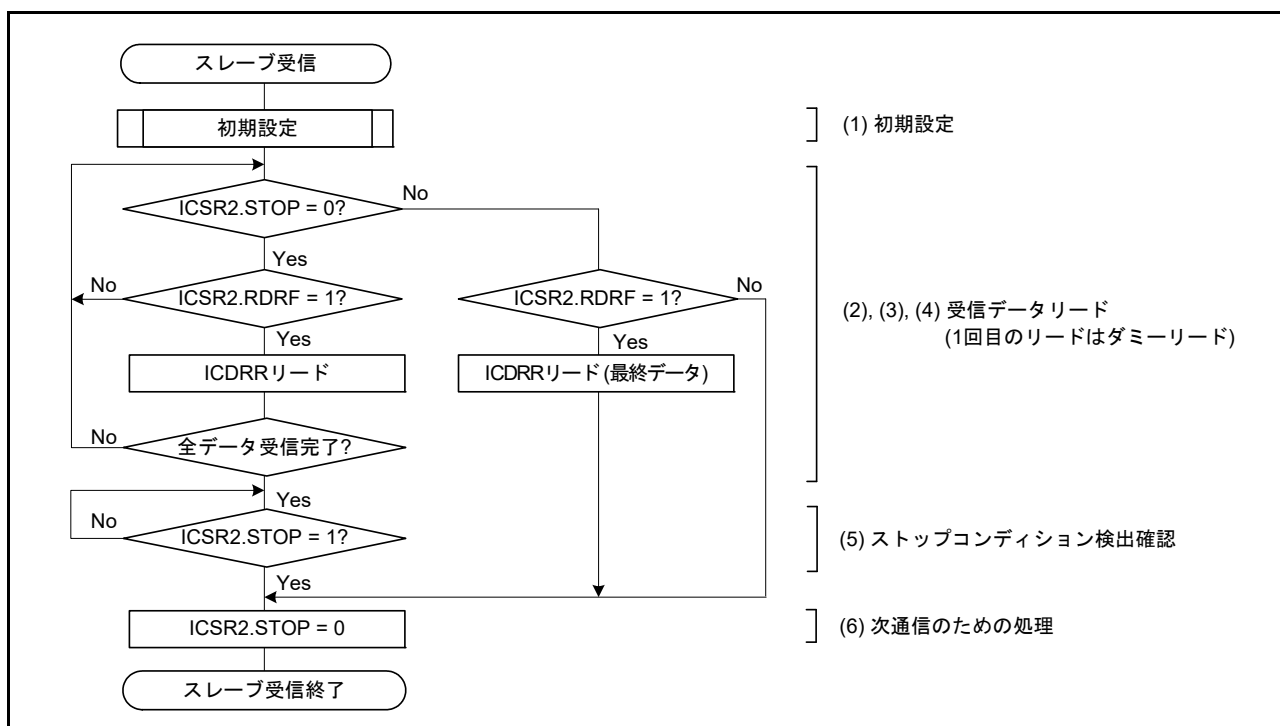 スレーブ受信
初期設定
(1) 初期設定
ICSR2.STOP = 0?
No
Yes
No
ICSR2.RDRF = 1?
ICSR2.RDRF = 1?
No
(2), (3), (4) 受信データリード
(1回目のリードはダミーリード)
Yes
Yes
ICDRRリード
ICDRRリード (最終データ)
No
全データ受信完了?
Yes
No
ICSR2.STOP = 1?
(5) ストップコンディション検出確認
Yes
ICSR2.STOP = 0
(6) 次通信のための処理
スレーブ受信終了